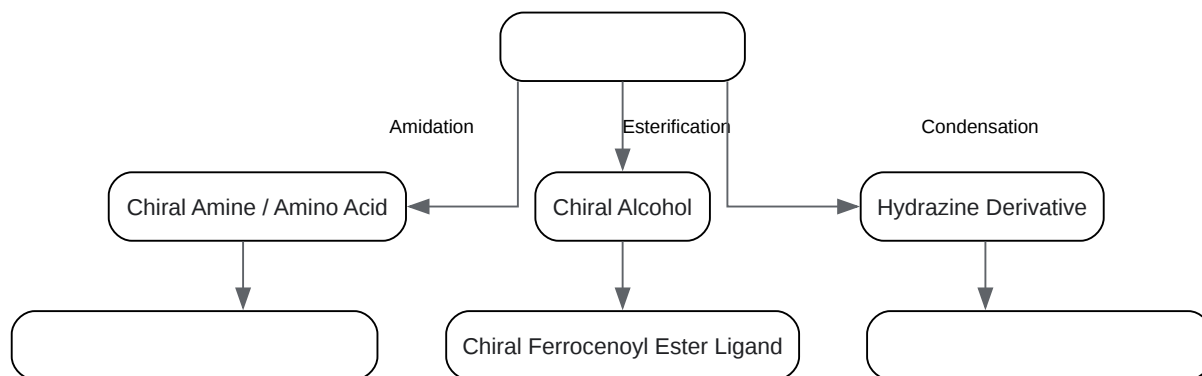 Amidation
Esterification
Condensation
Chiral Amine / Amino Acid
Chiral Alcohol
Hydrazine Derivative
Chiral Ferrocenoyl Ester Ligand